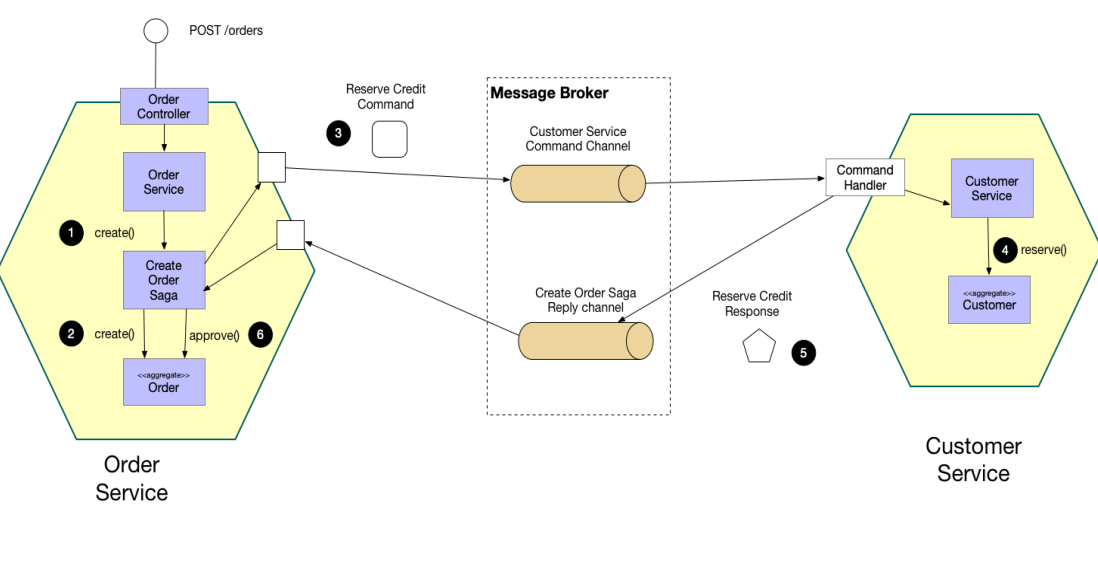 POST /orders
Order
Controller
Order
Service
1
create()
Create
Order
Saga
2
create()
approve()
6
<<aggregate>>
Order
Order
Service
Reserve Credit
Command
3
Message Broker
Customer Service
Command Channel
Create Order Saga
Reply channel
Reserve Credit
Response
5
Command
Handler
Customer
Service
4
reserve()
<<aggregate>>
Customer
Customer
Service